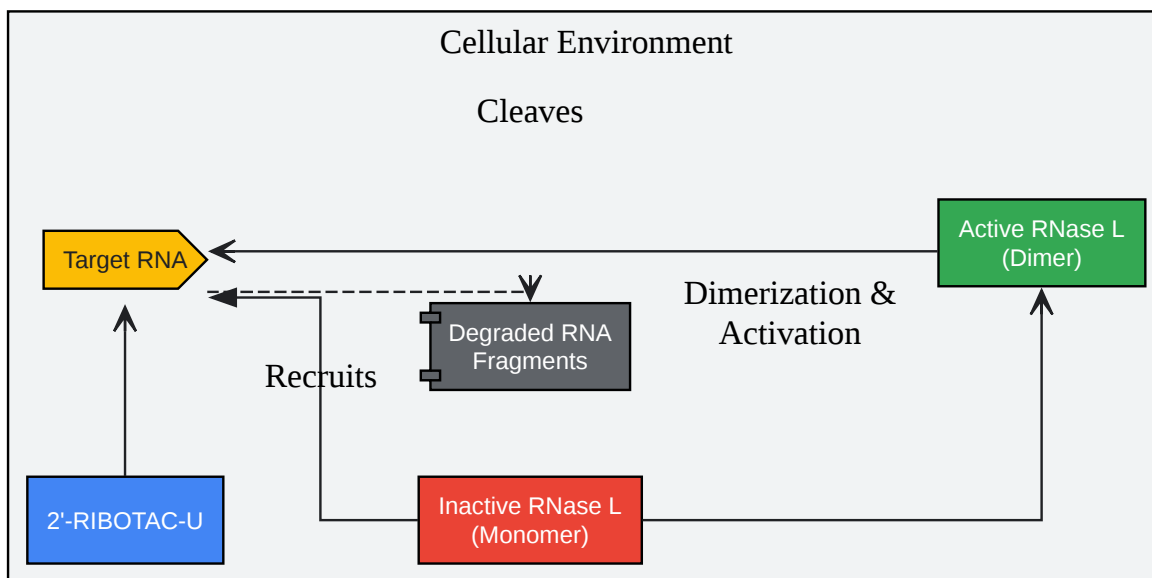 Cellular Environment
Cleaves
Active RNase L
(Dimer)
Target RNA
Dimerization &
Activation
Degraded RNA
Fragments
Recruits
2'-RIBOTAC-U
Inactive RNase L
(Monomer)